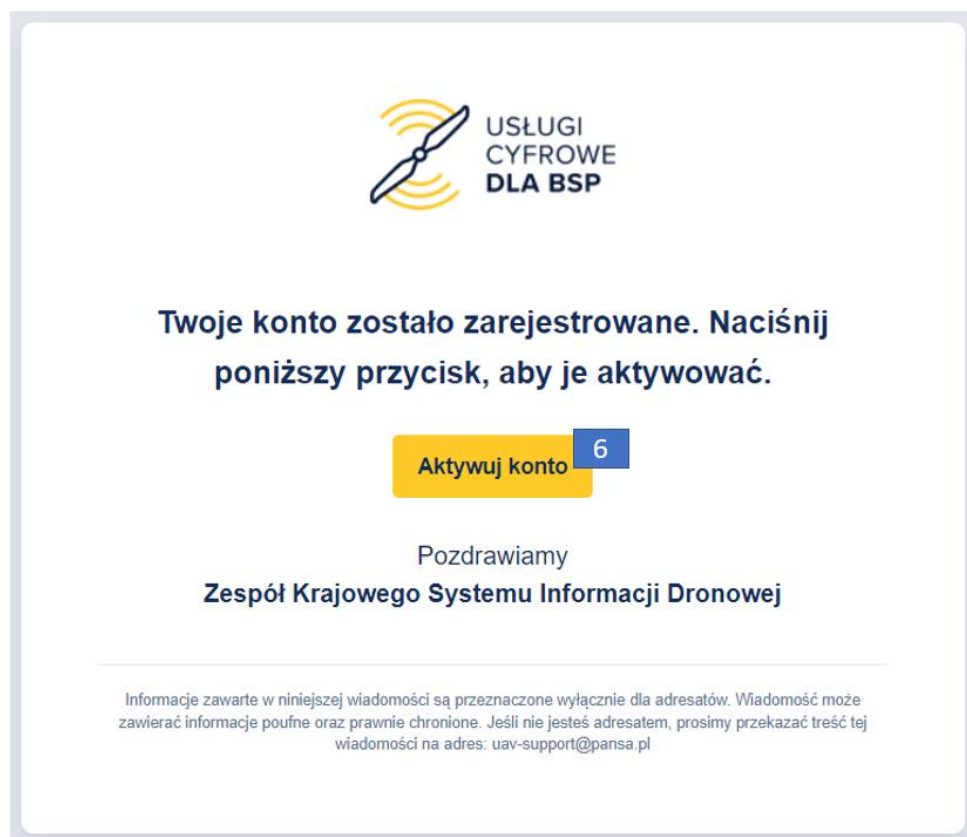 USŁUGI
CYFROWE
DLA BSP
Twoje konto zostało zarejestrowane. Naciśnij
poniższy przycisk, aby je aktywować.
Aktywuj konto
6
Pozdrawiamy
Zespół Krajowego Systemu Informacji Dronowej
Informacje zawarte w niniejszej wiadomości są przeznaczone wyłącznie dla adresatów. Wiadomość może
zawierać informacje poufne oraz prawnie chronione. Jeśli nie jesteś adresatem, prosimy przekazać treść tej
wiadomości na adres: uav-support@pansa.pl